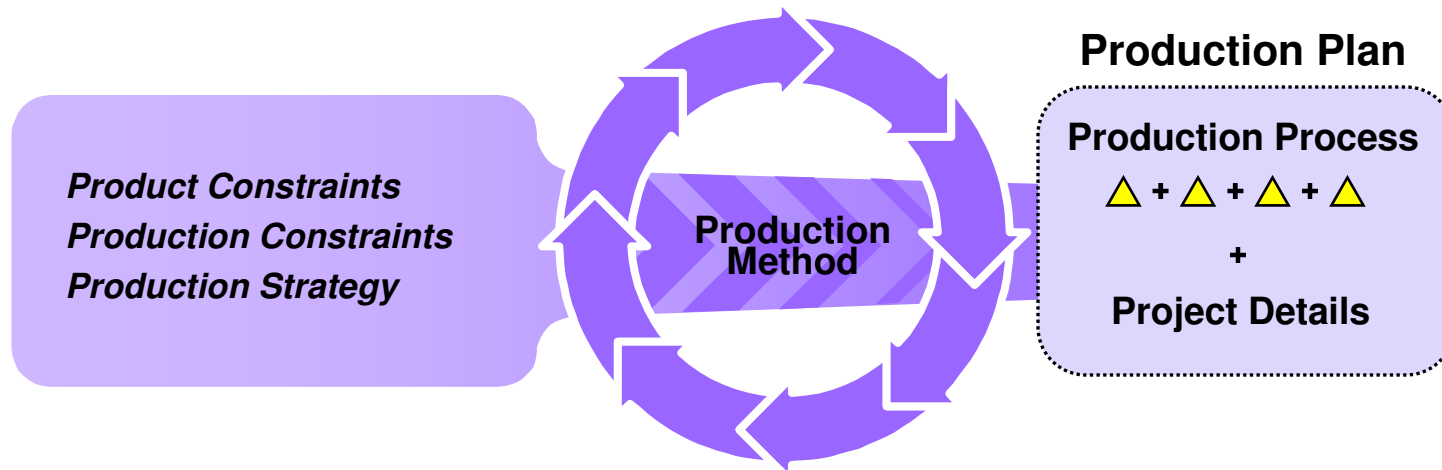 Product Constraints
Production Constraints
Production Strategy
Production
Method
Production Plan
Production Process
+ + +
+
Project Details